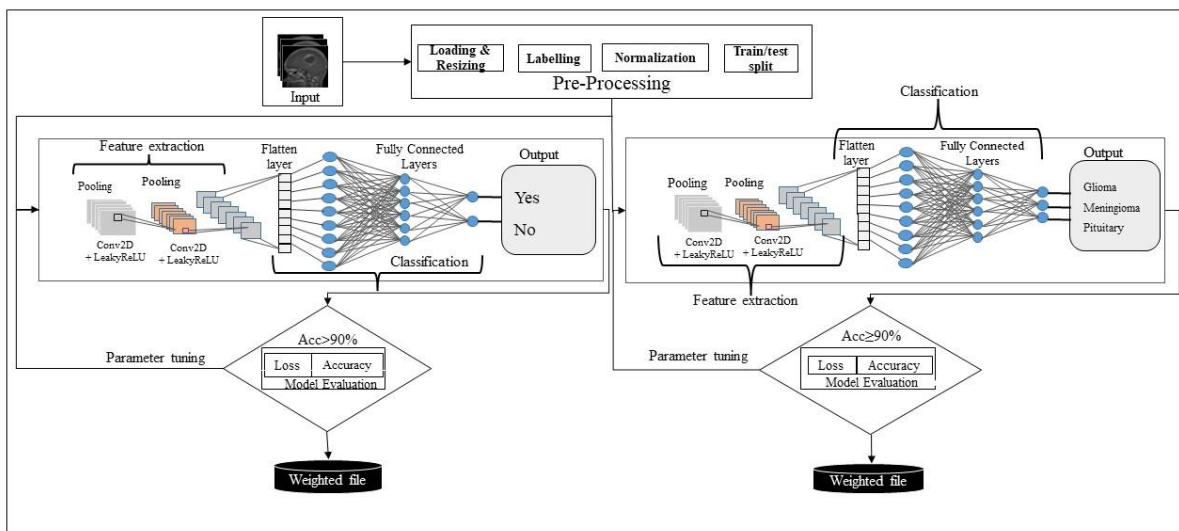 Input
Loading &
Resizing
Labelling
Normalization
Train/test
split
Pre-Processing
Feature extraction
Pooling
Pooling
Conv2D
+ LeakyReLU
Conv2D
+ LeakyReLU
Flatten
layer
Fully Connected
Layers
Classification
Output
Yes
No
Parameter tuning
Acc>90%
Loss
Accuracy
Model Evaluation
Weighted file
Classification
Pooling
Pooling
Conv2D
+ LeakyReLU
Conv2D
+ LeakyReLU
Feature extraction
Flatten
layer
Fully Connected
Layers
Output
Glioma
Meningioma
Pituitary
Parameter tuning
Acc≥90%
Loss
Accuracy
Model Evaluation
Weighted file